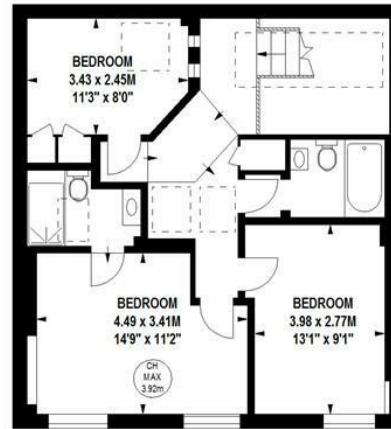 BEDROOM
3.43 x 2.45M
11'3" x 8'0"
BEDROOM
4.49 x 3.41M
14'9" x 11'2"
CH
MAX
3.92m
BEDROOM
3.98 x 2.77M
13'1" x 9'1"